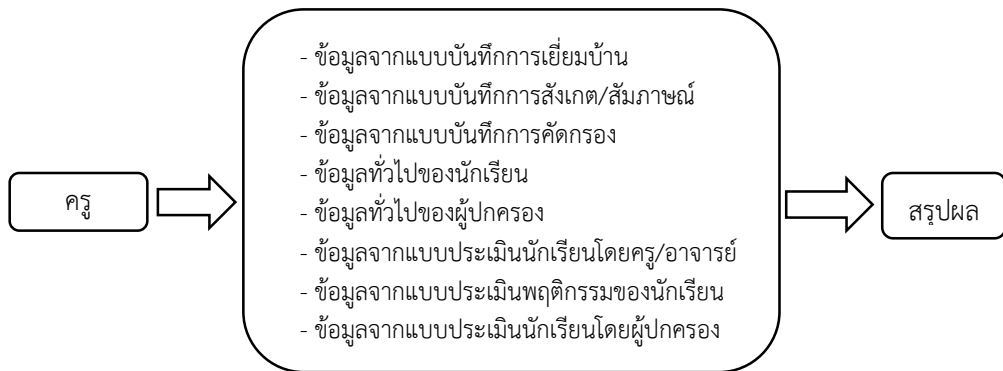 ครู
- ข้อมูลจากแบบบันทึกการเยี่ยมบ้าน
- ข้อมูลจากแบบบันทึกการสังเกต/สัมภาษณ์
- ข้อมูลจากแบบบันทึกการคัดกรอง
- ข้อมูลทั่วไปของนักเรียน
- ข้อมูลทั่วไปของผู้ปกครอง
- ข้อมูลจากแบบประเมินนักเรียนโดยครู/อาจารย์
- ข้อมูลจากแบบประเมินพฤติกรรมของนักเรียน
- ข้อมูลจากแบบประเมินนักเรียนโดยผู้ปกครอง
สรุปผล